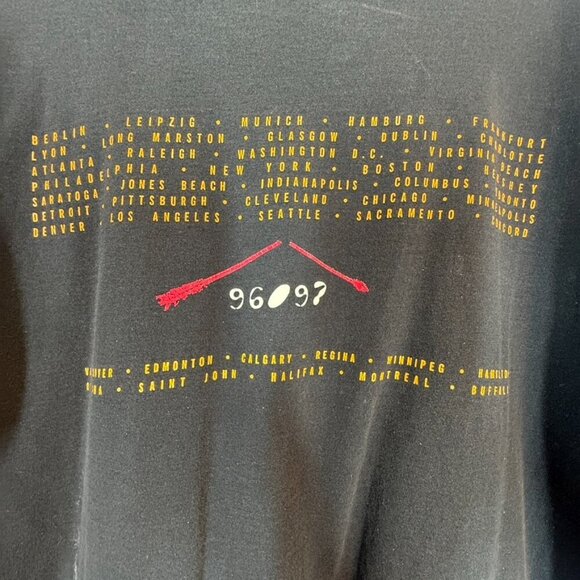 BERLIN • LEIPZIG • MUNICH • HAMBURG • FRANKFURT
LYON • LONG MARSTON • GLASGOW • DUBLIN • CHARLOTTE
ATLANTA • RALEIGH • WASHINGTON D.C. • VIRGINIA BEACH
PHILADELPHIA • NEW YORK • BOSTON • HERSHEY
SARATOGA • JONES BEACH • INDIANAPOLIS • COLUMBUS • TORONTO
DETROIT • PITTSBURGH • CLEVELAND • CHICAGO • MINNEAPOLIS
DENVER • LOS ANGELES • SEATTLE • SACRAMENTO • CONCORD
96 97
• EDMONTON • CALGARY • REGINA • WINNIPEG •
• SAINT JOHN • HALIFAX • MONTREAL • BUFFALO